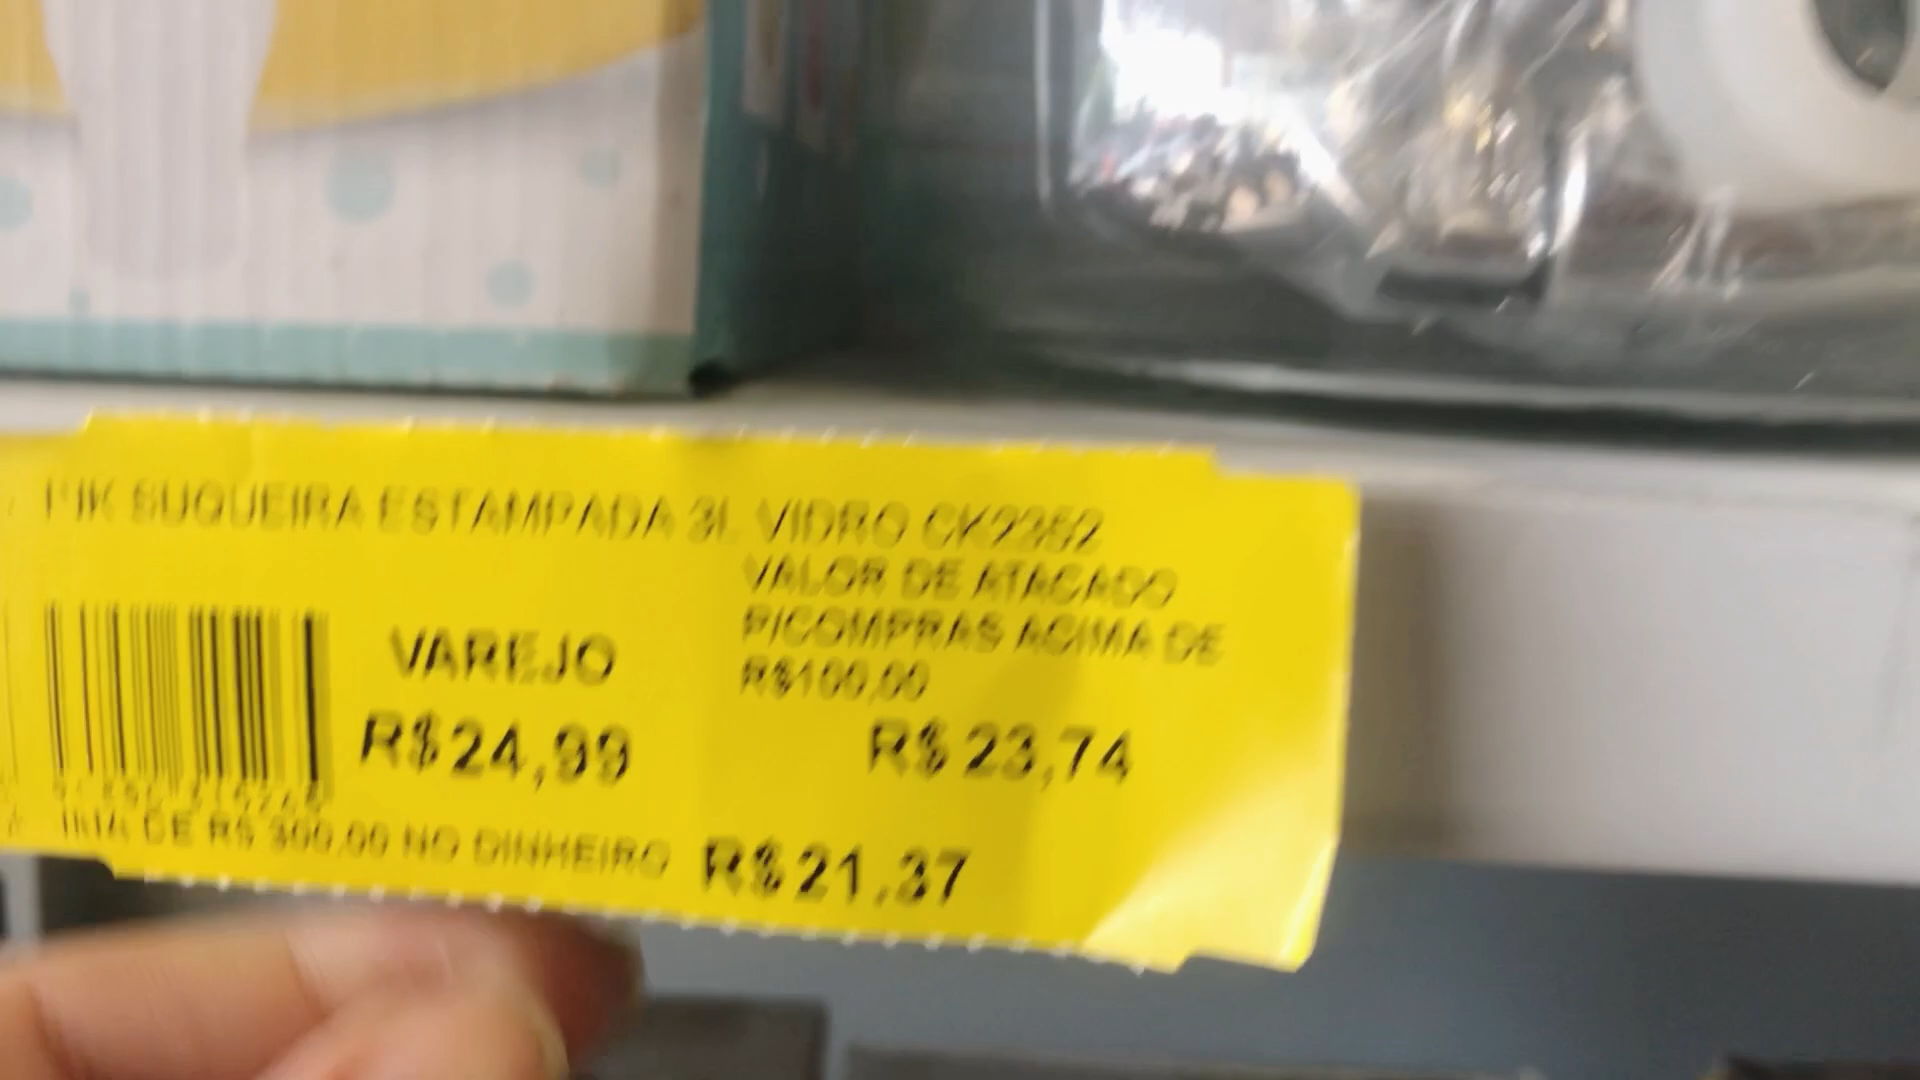 SUQUEIRA ESTAMPADA 3L VIDRO CK2352
VALOR DE ATACADO
P/COMPRAS ACIMA DE
R$100,00
VAREJO
R$24,99
R$23,74
DE R$ 300,00 NO DINHEIRO R$21,37